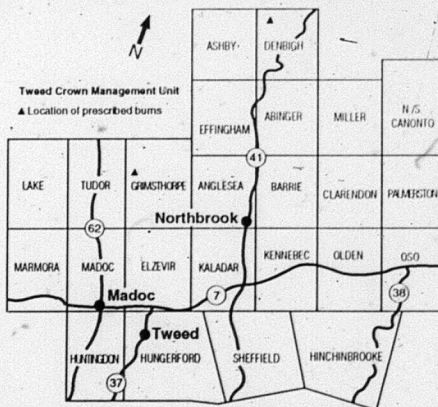 N
ASHBY
DENBIGH
Tweed Crown Management Unit
▲ Location of prescribed burns
EFFINGHAM
ABINGER
MILLER
N/S
CANONTO
41
LAKE
TUDOR
GRIMSTHORPE
ANGLESEA
BARRIE
CLARENDON
PALMERSTON
Northbrook
62
MARMORA
MADOC
ELZEVIR
KALADAR
KENNEBEC
OLDEN
OSO
7
38
Madoc
Tweed
HUNTINGDON
HUNGERFORD
SHEFFIELD
HINCHINBROOKE
37